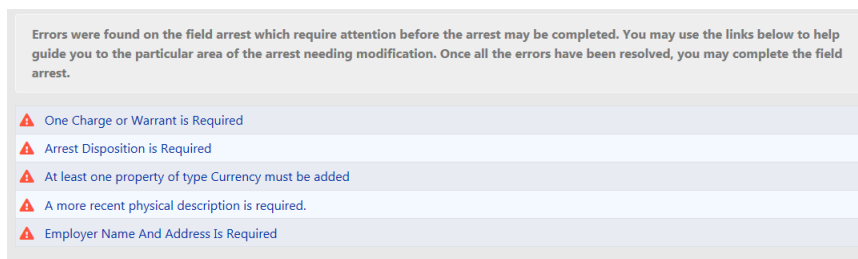 Errors were found on the field arrest which require attention before the arrest may be completed. You may use the links below to help
guide you to the particular area of the arrest needing modification. Once all the errors have been resolved, you may complete the field
arrest.
One Charge or Warrant is Required
Arrest Disposition is Required
At least one property of type Currency must be added
A more recent physical description is required.
Employer Name And Address Is Required